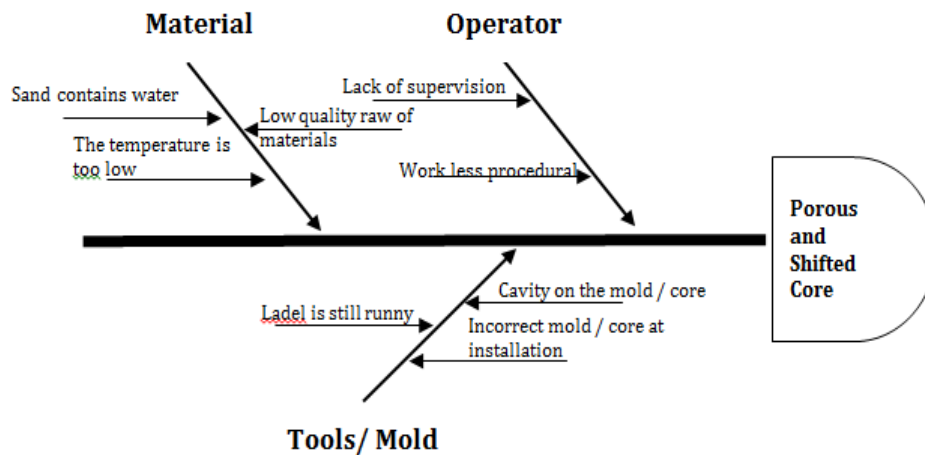 Material
Operator
Sand contains water
Low quality raw of
materials
The temperature is
too low
Lack of supervision
Work less procedural
Porous
and
Shifted
Core
Cavity on the mold / core
Ladel is still runny
Incorrect mold / core at
installation
Tools/ Mold